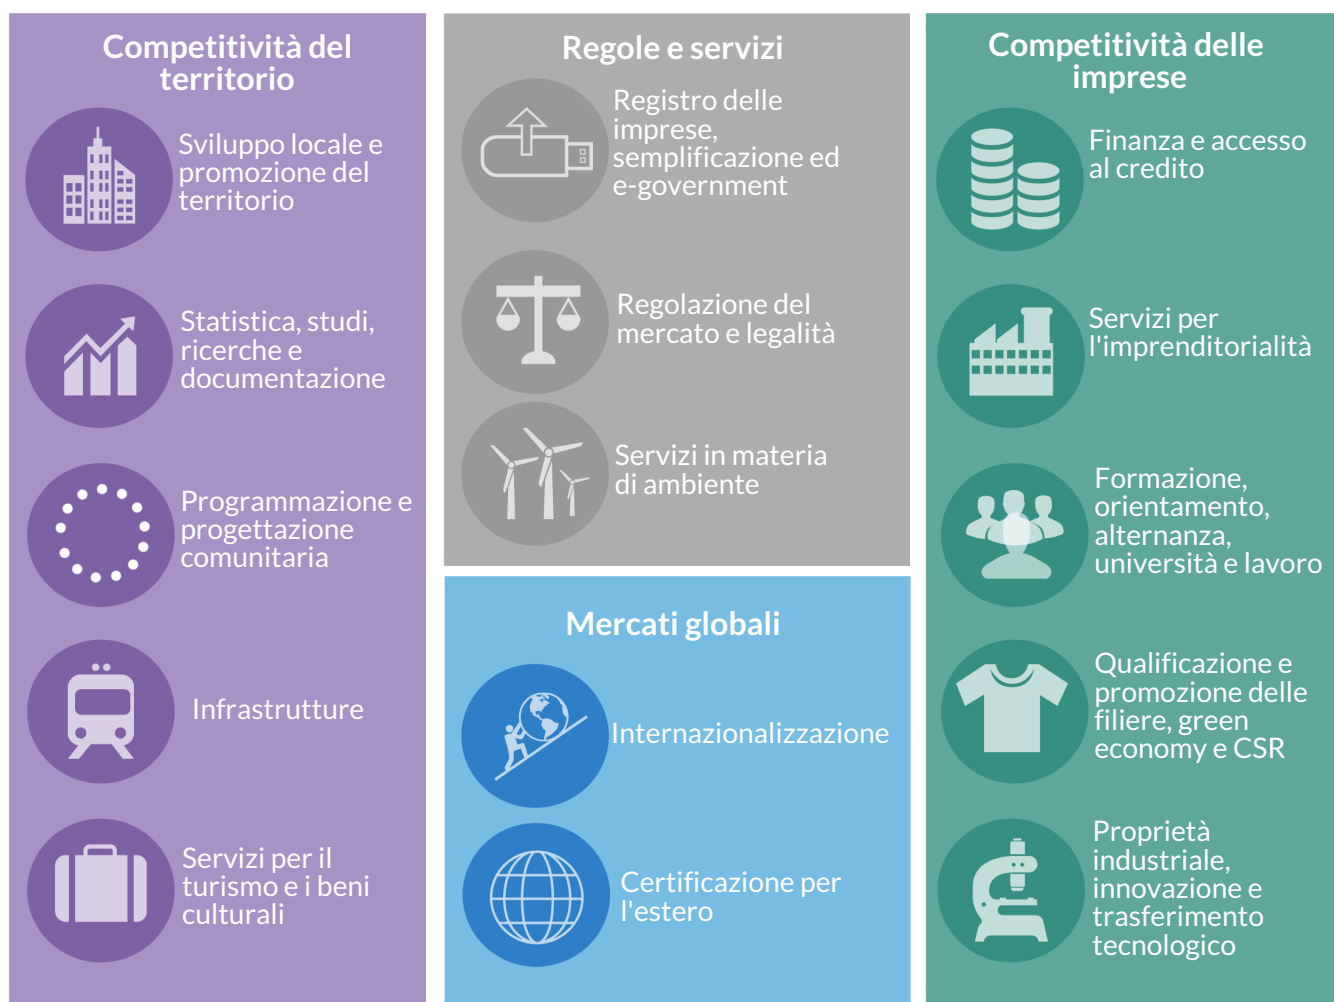 Competitività del
territorio
Sviluppo locale e
promozione del
territorio
Statistica, studi,
ricerche e
documentazione
Programmazione e
progettazione
comunitaria
Infrastrutture
Servizi per il
turismo e i beni
culturali
Regole e servizi
Registro delle
imprese,
semplificazione ed
e-government
Regolazione del
mercato e legalità
Servizi in materia
di ambiente
Mercati globali
Internazionalizzazione
Certificazione per
l'estero
Competitività delle
imprese
Finanza e accesso
al credito
Servizi per
l'imprenditorialità
Formazione,
orientamento,
alternanza,
università e lavoro
Qualificazione e
promozione delle
filiere, green
economy e CSR
Proprietà
industriale,
innovazione e
trasferimento
tecnologico